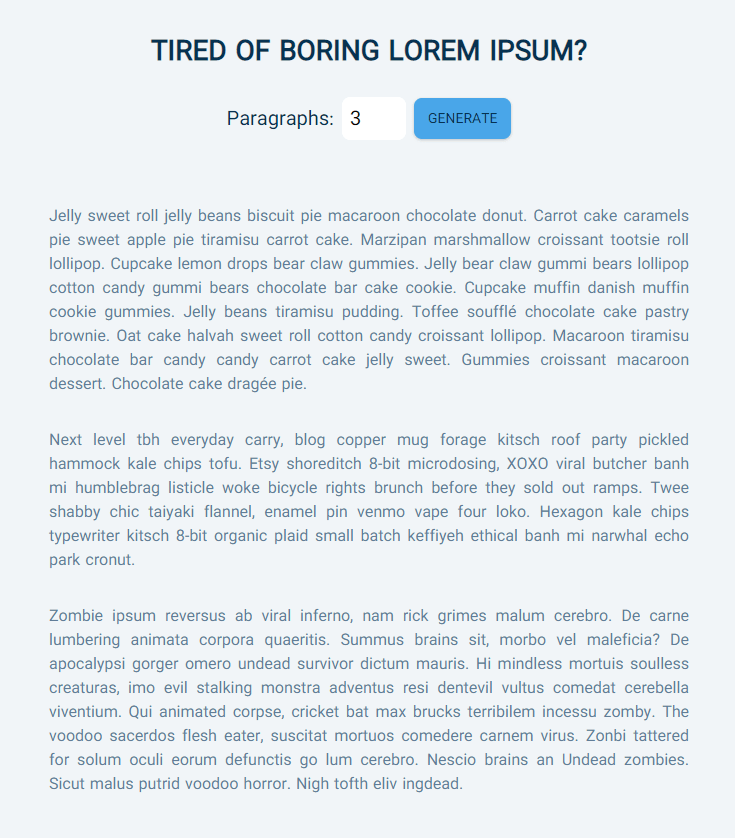 TIRED OF BORING LOREM IPSUM?
Paragraphs: 3 GENERATE
Jelly sweet roll jelly beans biscuit pie macaroon chocolate donut. Carrot cake caramels
pie sweet apple pie tiramisu carrot cake. Marzipan marshmallow croissant tootsie roll
lollipop. Cupcake lemon drops bear claw gummies. Jelly bear claw gummi bears lollipop
cotton candy gummi bears chocolate bar cake cookie. Cupcake muffin danish muffin
cookie gummies. Jelly beans tiramisu pudding. Toffee soufflé chocolate cake pastry
brownie. Oat cake halvah sweet roll cotton candy croissant lollipop. Macaroon tiramisu
chocolate bar candy candy carrot cake jelly sweet. Gummies croissant macaroon
dessert. Chocolate cake dragée pie.
Next level tbh everyday carry, blog copper mug forage kitsch roof party pickled
hammock kale chips tofu. Etsy shoreditch 8-bit microdosing, XOXO viral butcher banh
mi humblebrag listicle woke bicycle rights brunch before they sold out ramps. Twee
shabby chic taiyaki flannel, enamel pin venmo vape four loko. Hexagon kale chips
typewriter kitsch 8-bit organic plaid small batch keffiyeh ethical banh mi narwhal echo
park cronut.
Zombie ipsum reversus ab viral inferno, nam rick grimes malum cerebro. De carne
lumbering animata corpora quaeritis. Summus brains sit, morbo vel maleficia? De
apocalypsi gorger omero undead survivor dictum mauris. Hi mindless mortuis soulless
creaturas, imo evil stalking monstra adventus resi dentevil vultus comedat cerebella
viventium. Qui animated corpse, cricket bat max brucks terribilem incessu zomby. The
voodoo sacerdos flesh eater, suscitat mortuos comedere carnem virus. Zonbi tattered
for solum oculi eorum defunctis go lum cerebro. Nescio brains an Undead zombies.
Sicut malus putrid voodoo horror. Nigh tofth eliv ingdead.